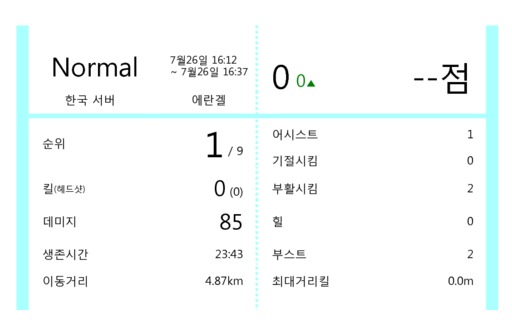 Normal
7월26일 16:12
~ 7월26일 16:37
한국 서버
에란겔
0 0▲
--점
순위 1 / 9
킬(헤드샷) 0 (0)
데미지 85
생존시간 23:43
이동거리 4.87km
어시스트 1
기절시킴 0
부활시킴 2
힐 0
부스트 2
최대거리킬 0.0m